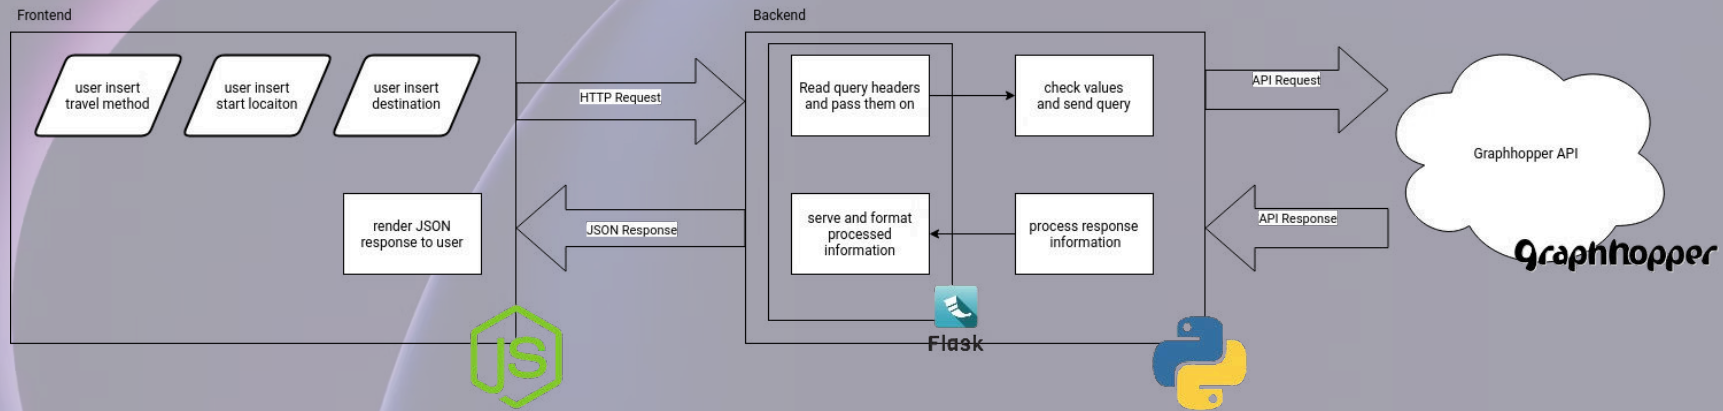 Frontend
user insert
travel method
user insert
start locaiton
user insert
destination
HTTP Request
render JSON
response to user
JSON Response
JS
Backend
Read query headers
and pass them on
check values
and send query
serve and format
processed
information
process response
information
Flask
API Request
API Response
Graphhopper API
graphhopper